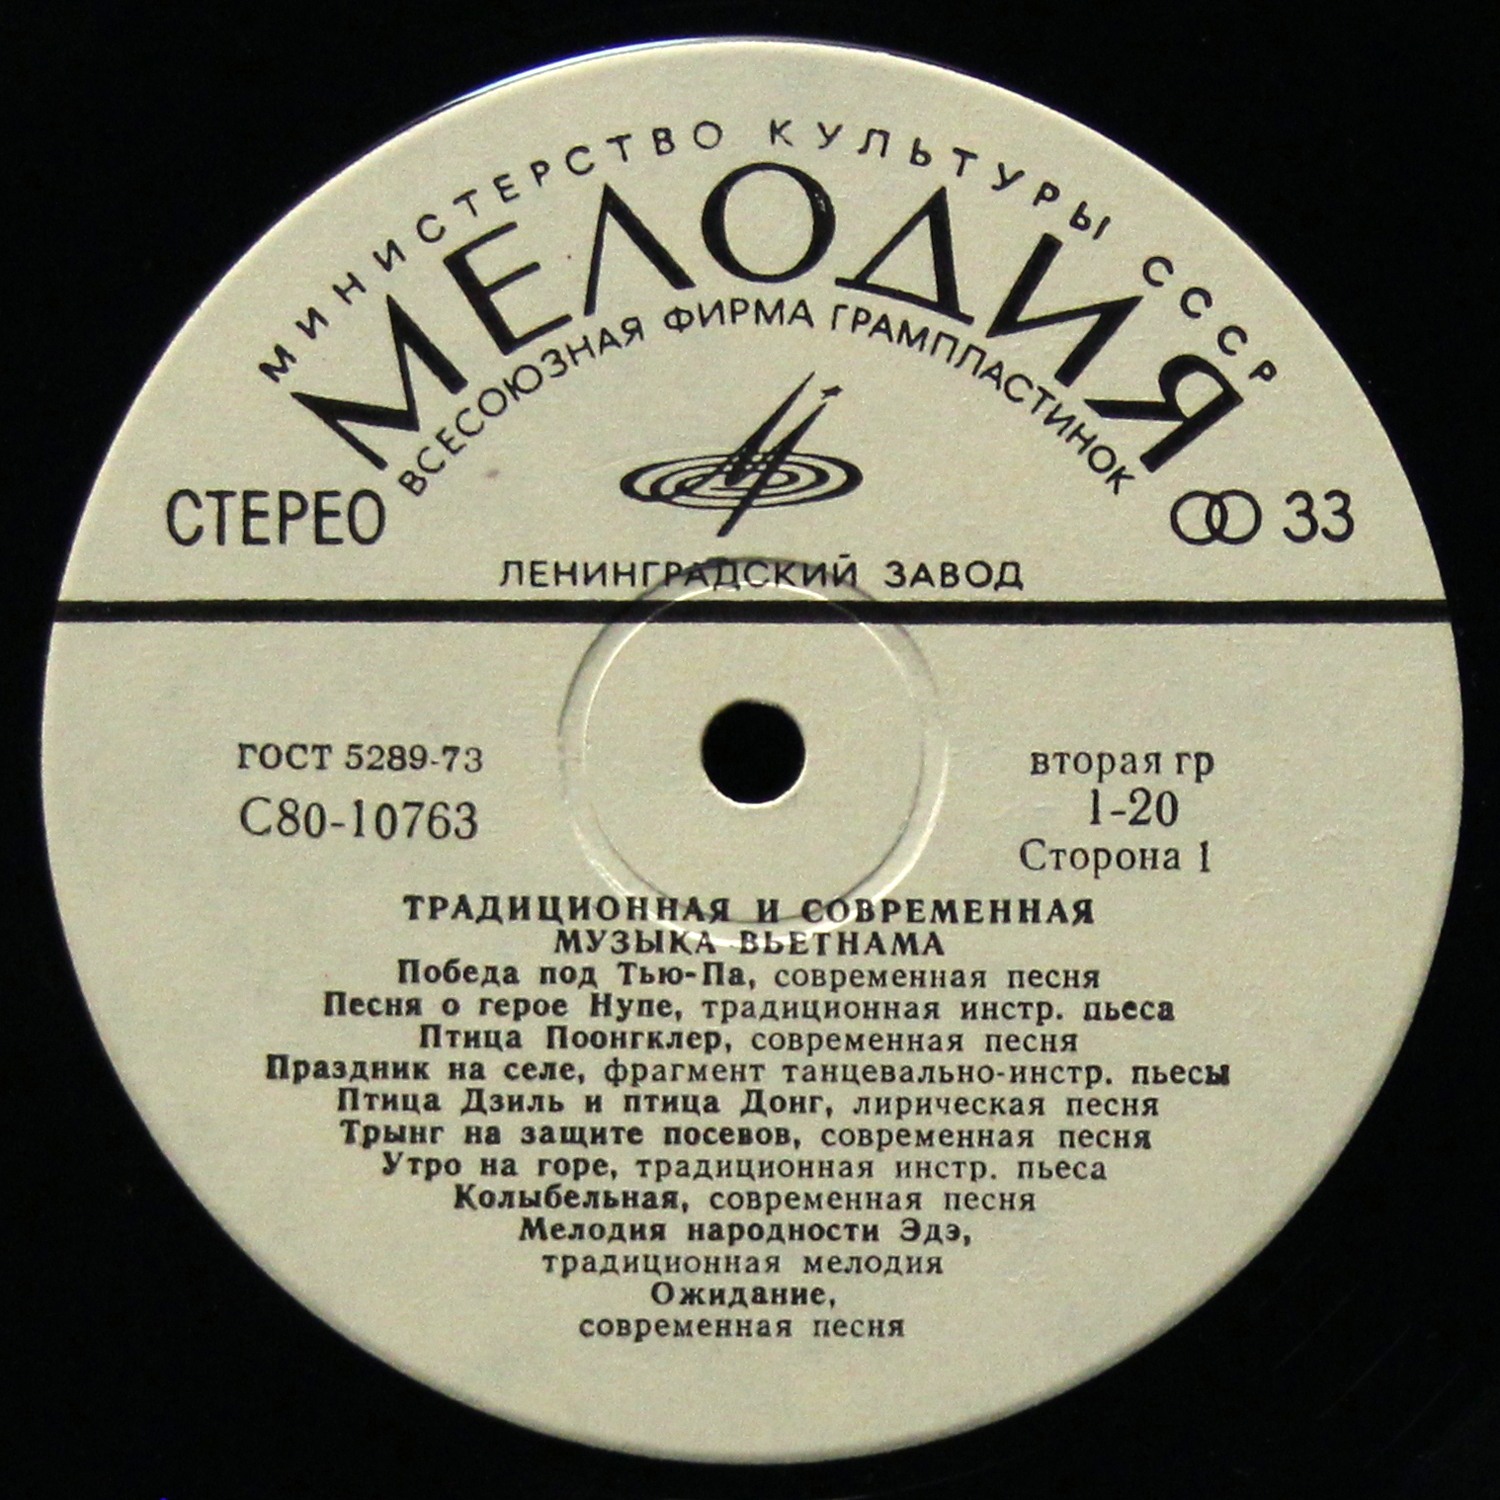 МИНИСТЕРСТВО КУЛЬТУРЫ СССР
МЕЛОДИЯ
ВСЕСОЮЗНАЯ ФИРМА ГРАМПЛАСТИНОК
СТЕРЕО
33
ЛЕНИНГРАДСКИЙ ЗАВОД
ГОСТ 5289-73
С80-10763
вторая гр
1-20
Сторона 1
ТРАДИЦИОННАЯ И СОВРЕМЕННАЯ
МУЗЫКА ВЬЕТНАМА
Победа под Тью-Па, современная песня
Песня о герое Нупе, традиционная инстр. пьеса
Птица Поонгклер, современная песня
Праздник на селе, фрагмент танцевально-инстр. пьесы
Птица Дзиль и птица Донг, лирическая песня
Трынг на защите посевов, современная песня
Утро на горе, традиционная инстр. пьеса
Колыбельная, современная песня
Мелодия народности Эдэ,
традиционная мелодия
Ожидание,
современная песня